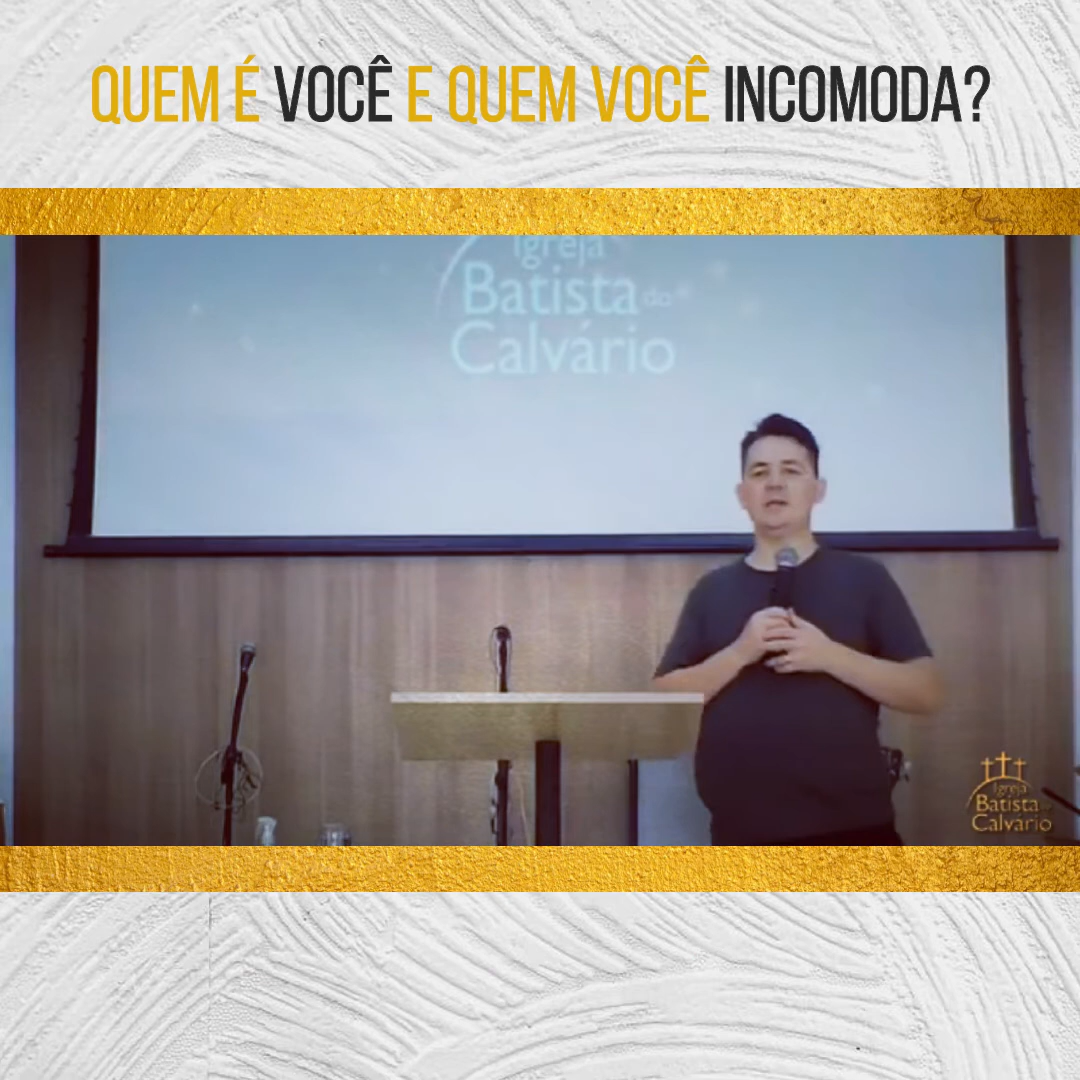 QUEM É VOCÊ E QUEM VOCÊ INCOMODA?
Igreja
Batista do
Calvário
Igreja
Batista do
Calvário